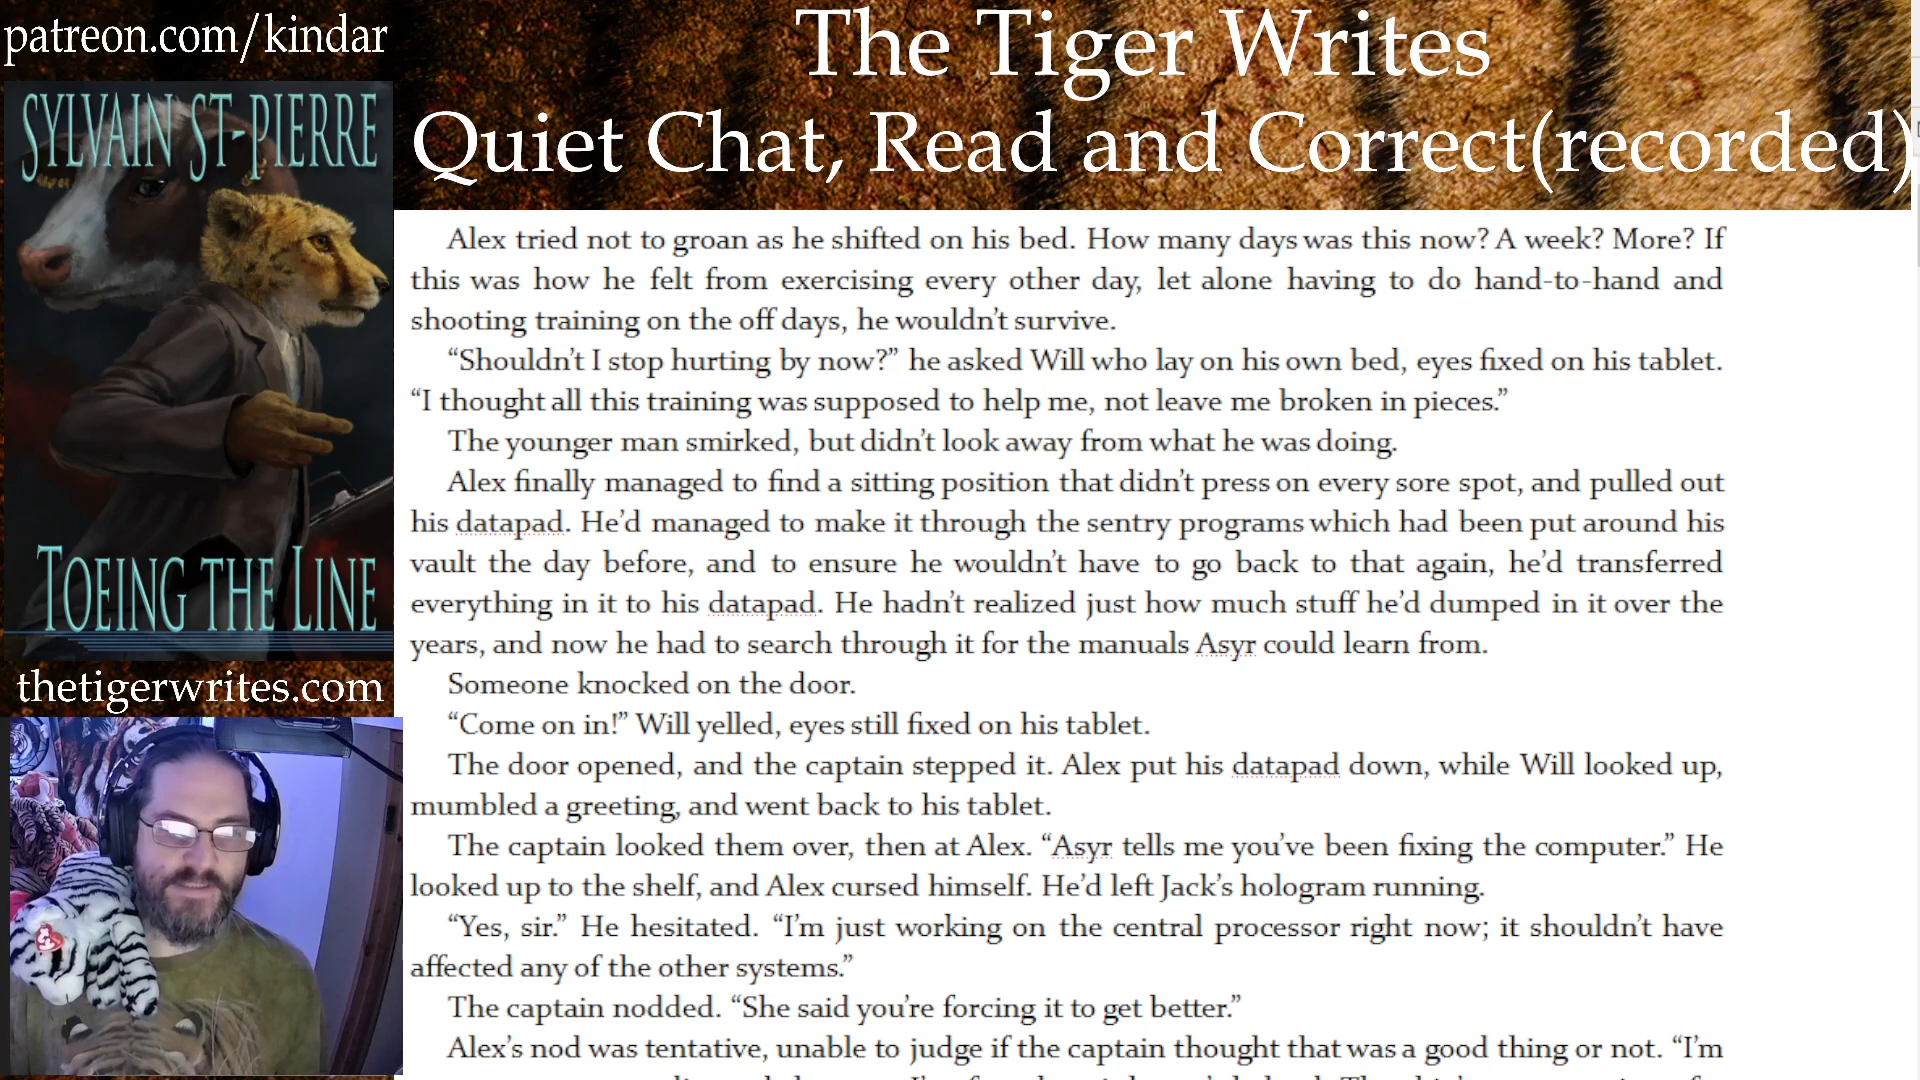 patreon.com/kindar
SYLVAIN ST-PIERRE
TOEING THE LINE
thetigerwrites.com
The Tiger Writes
Quiet Chat, Read and Correct(recorded)
Alex tried not to groan as he shifted on his bed. How many days was this now? A week? More? If
this was how he felt from exercising every other day, let alone having to do hand-to-hand and
shooting training on the off days, he wouldn't survive.
“Shouldn't I stop hurting by now?” he asked Will who lay on his own bed, eyes fixed on his tablet.
“I thought all this training was supposed to help me, not leave me broken in pieces.”
The younger man smirked, but didn't look away from what he was doing.
Alex finally managed to find a sitting position that didn't press on every sore spot, and pulled out
his datapad. He'd managed to make it through the sentry programs which had been put around his
vault the day before, and to ensure he wouldn't have to go back to that again, he'd transferred
everything in it to his datapad. He hadn't realized just how much stuff he'd dumped in it over the
years, and now he had to search through it for the manuals Asyr could learn from.
Someone knocked on the door.
“Come on in!” Will yelled, eyes still fixed on his tablet.
The door opened, and the captain stepped it. Alex put his datapad down, while Will looked up,
mumbled a greeting, and went back to his tablet.
The captain looked them over, then at Alex. “Asyr tells me you've been fixing the computer.” He
looked up to the shelf, and Alex cursed himself. He'd left Jack's hologram running.
“Yes, sir.” He hesitated. “I'm just working on the central processor right now; it shouldn't have
affected any of the other systems.”
The captain nodded. “She said you're forcing it to get better.”
Alex's nod was tentative, unable to judge if the captain thought that was a good thing or not. “I'm